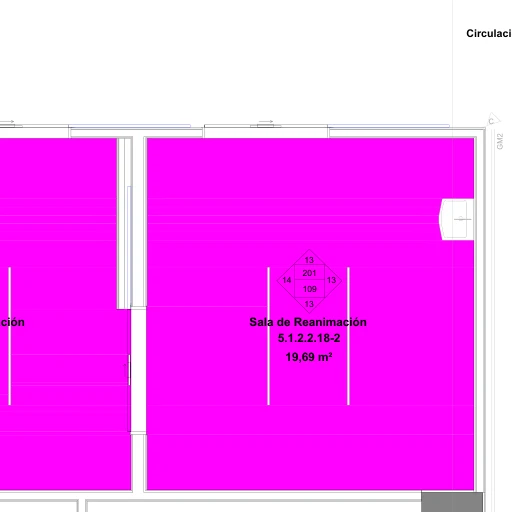 Circulaci
C
GM2
13
201
14
13
109
13
ción
Sala de Reanimación
5.1.2.2.18-2
19,69 m²